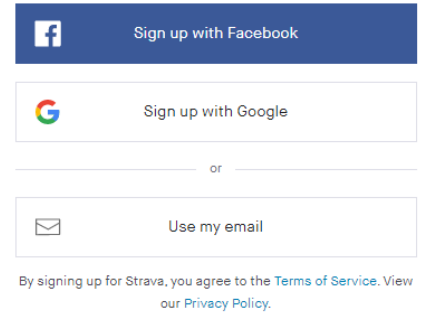 Sign up with Facebook
Sign up with Google
or
Use my email
By signing up for Strava, you agree to the Terms of Service. View
our Privacy Policy.